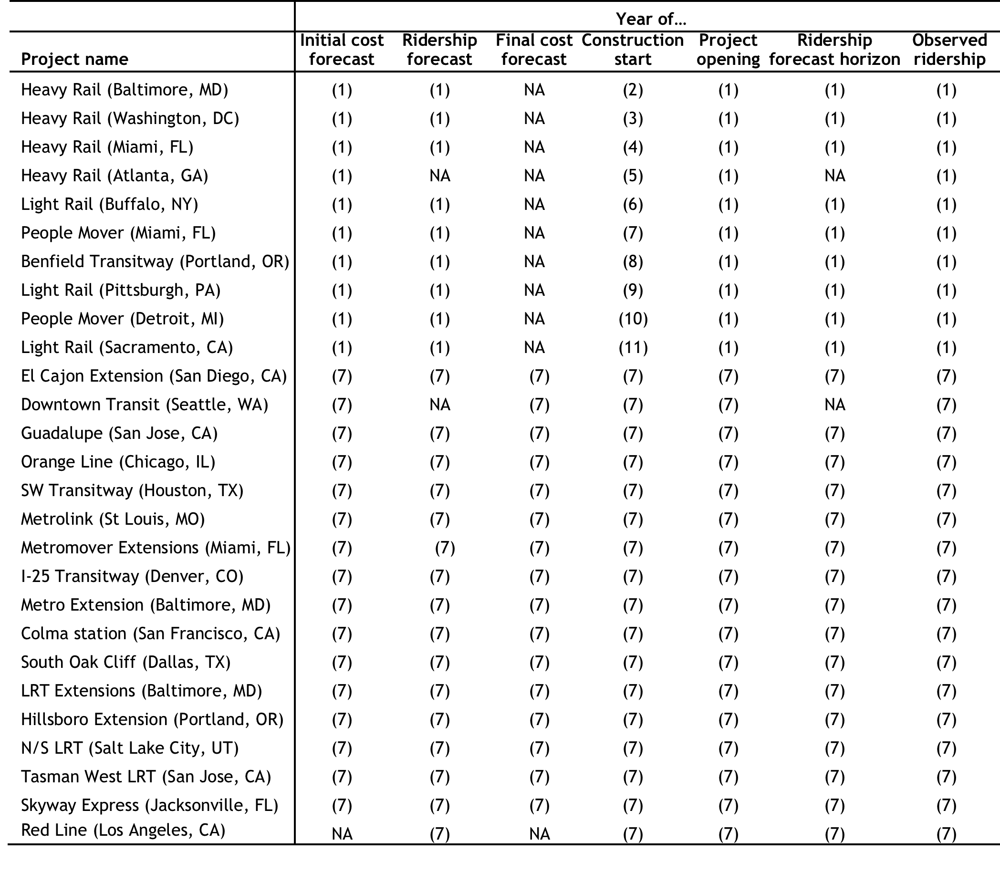 Year of…
Initial cost Ridership Final cost Construction Project Ridership Observed
Project name forecast forecast forecast start opening forecast horizon ridership
Heavy Rail (Baltimore, MD) (1) (1) NA (2) (1) (1) (1)
Heavy Rail (Washington, DC) (1) (1) NA (3) (1) (1) (1)
Heavy Rail (Miami, FL) (1) (1) NA (4) (1) (1) (1)
Heavy Rail (Atlanta, GA) (1) NA NA (5) (1) NA (1)
Light Rail (Buffalo, NY) (1) (1) NA (6) (1) (1) (1)
People Mover (Miami, FL) (1) (1) NA (7) (1) (1) (1)
Benfield Transitway (Portland, OR) (1) (1) NA (8) (1) (1) (1)
Light Rail (Pittsburgh, PA) (1) (1) NA (9) (1) (1) (1)
People Mover (Detroit, MI) (1) (1) NA (10) (1) (1) (1)
Light Rail (Sacramento, CA) (1) (1) NA (11) (1) (1) (1)
El Cajon Extension (San Diego, CA) (7) (7) (7) (7) (7) (7) (7)
Downtown Transit (Seattle, WA) (7) NA (7) (7) (7) NA (7)
Guadalupe (San Jose, CA) (7) (7) (7) (7) (7) (7) (7)
Orange Line (Chicago, IL) (7) (7) (7) (7) (7) (7) (7)
SW Transitway (Houston, TX) (7) (7) (7) (7) (7) (7) (7)
Metrolink (St Louis, MO) (7) (7) (7) (7) (7) (7) (7)
Metromover Extensions (Miami, FL) (7) (7) (7) (7) (7) (7) (7)
I-25 Transitway (Denver, CO) (7) (7) (7) (7) (7) (7) (7)
Metro Extension (Baltimore, MD) (7) (7) (7) (7) (7) (7) (7)
Colma station (San Francisco, CA) (7) (7) (7) (7) (7) (7) (7)
South Oak Cliff (Dallas, TX) (7) (7) (7) (7) (7) (7) (7)
LRT Extensions (Baltimore, MD) (7) (7) (7) (7) (7) (7) (7)
Hillsboro Extension (Portland, OR) (7) (7) (7) (7) (7) (7) (7)
N/S LRT (Salt Lake City, UT) (7) (7) (7) (7) (7) (7) (7)
Tasman West LRT (San Jose, CA) (7) (7) (7) (7) (7) (7) (7)
Skyway Express (Jacksonville, FL) (7) (7) (7) (7) (7) (7) (7)
Red Line (Los Angeles, CA) NA (7) NA (7) (7) (7) (7)